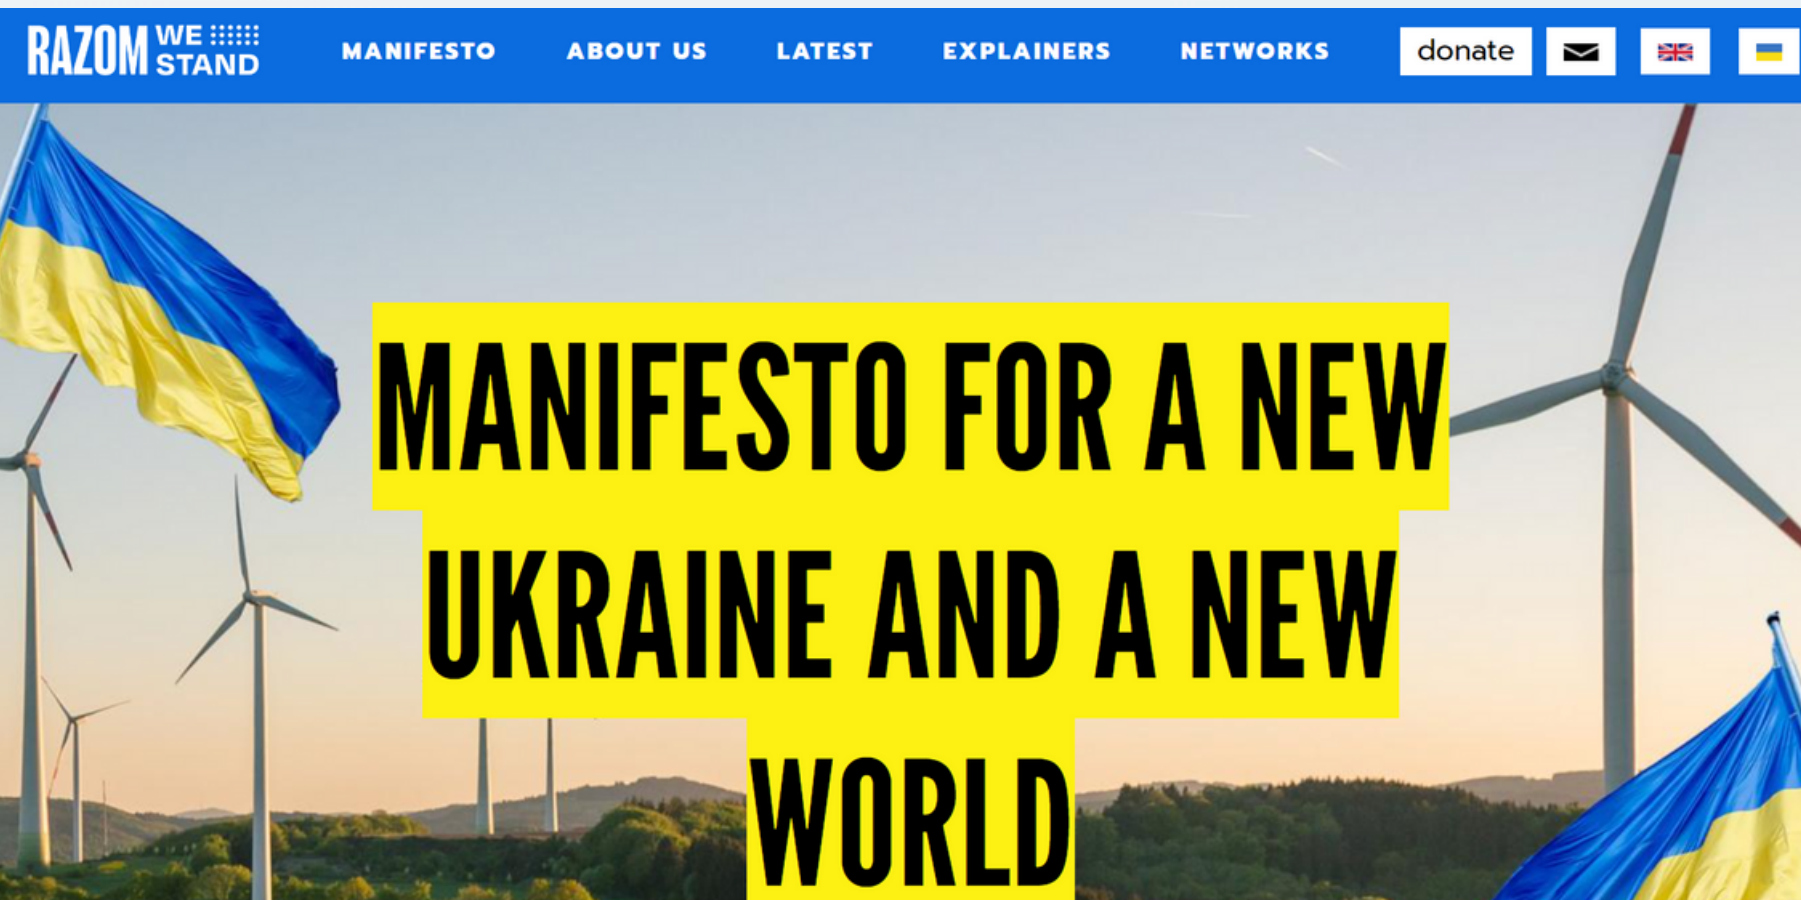 RAZOM WE STAND
MANIFESTO
ABOUT US
LATEST
EXPLAINERS
NETWORKS
donate
MANIFESTO FOR A NEW
UKRAINE AND A NEW
WORLD